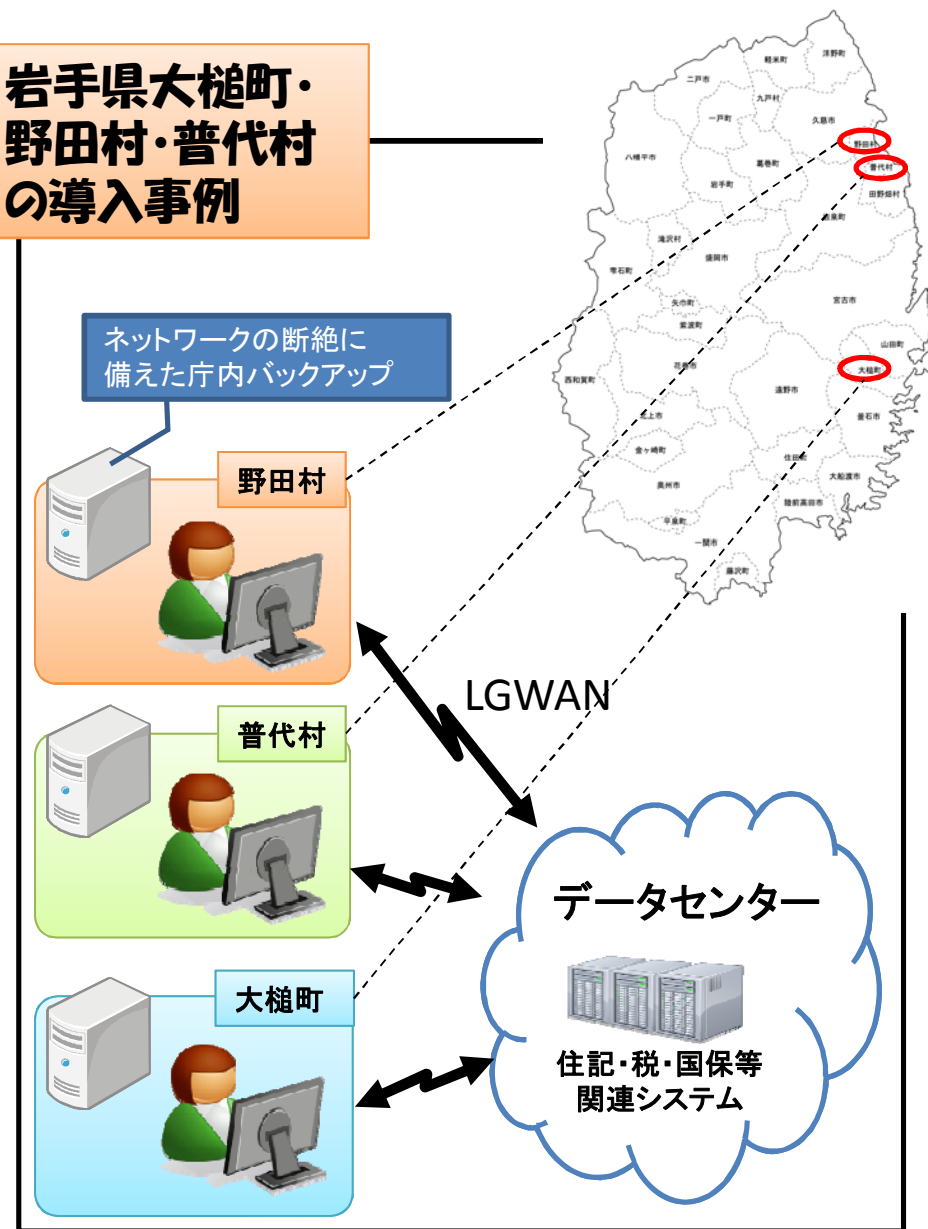 岩手県大槌町・
野田村・普代村
の導入事例
洋野町
軽米町
二戸市
九戸村
一戸町
久慈市
野田村
八幡平市
葛巻町
普代村
岩手町
田野畑村
岩泉町
滝沢村
盛岡市
雫石町
宮古市
矢巾町
紫波町
山田町
花巻市
大槌町
西和賀町
遠野市
北上市
釜石市
金ヶ崎町
住田町
大船渡市
奥州市
陸前高田市
平泉町
一関市
藤沢町
ネットワークの断絶に
備えた庁内バックアップ
野田村
LGWAN
普代村
データセンター
大槌町
住記・税・国保等
関連システム